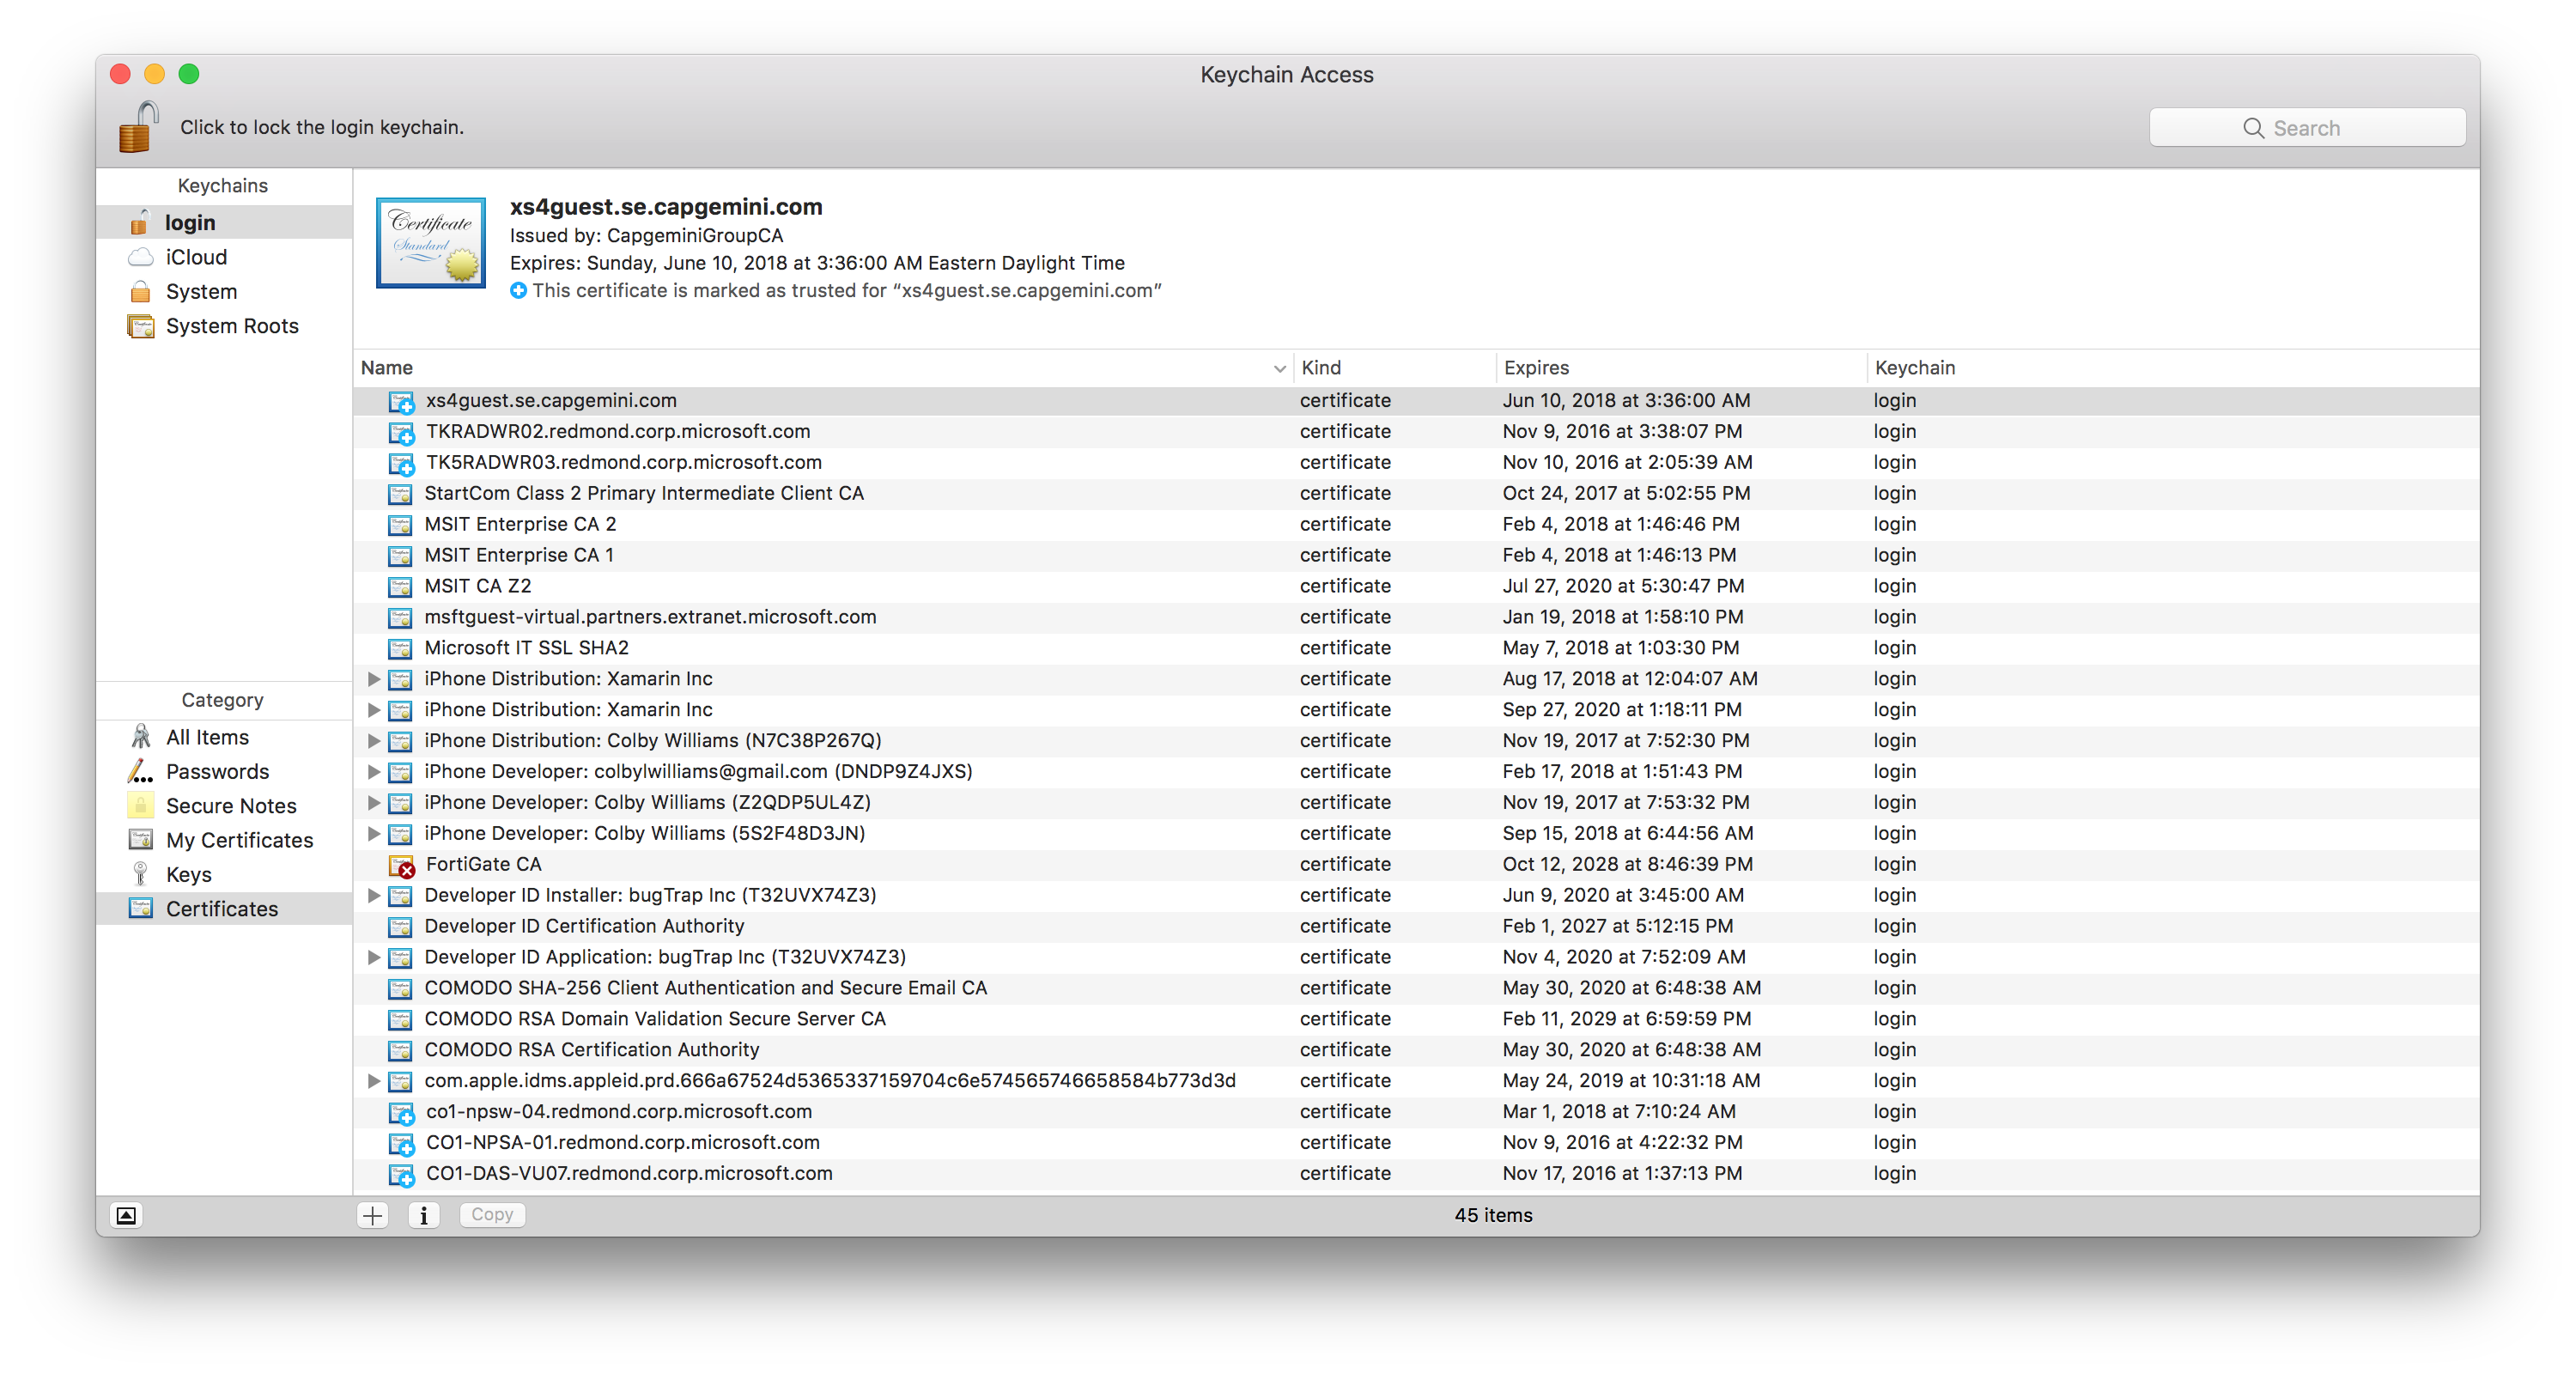 Keychain Access
Click to lock the login keychain.
Search
Keychains
login
iCloud
System
System Roots
Certificate
Standard
xs4guest.se.capgemini.com
Issued by: CapgeminiGroupCA
Expires: Sunday, June 10, 2018 at 3:36:00 AM Eastern Daylight Time
This certificate is marked as trusted for “xs4guest.se.capgemini.com”
Name Kind Expires Keychain
xs4guest.se.capgemini.com certificate Jun 10, 2018 at 3:36:00 AM login
TKRADWR02.redmond.corp.microsoft.com certificate Nov 9, 2016 at 3:38:07 PM login
TK5RADWR03.redmond.corp.microsoft.com certificate Nov 10, 2016 at 2:05:39 AM login
StartCom Class 2 Primary Intermediate Client CA certificate Oct 24, 2017 at 5:02:55 PM login
MSIT Enterprise CA 2 certificate Feb 4, 2018 at 1:46:46 PM login
MSIT Enterprise CA 1 certificate Feb 4, 2018 at 1:46:13 PM login
MSIT CA Z2 certificate Jul 27, 2020 at 5:30:47 PM login
msftguest-virtual.partners.extranet.microsoft.com certificate Jan 19, 2018 at 1:58:10 PM login
Microsoft IT SSL SHA2 certificate May 7, 2018 at 1:03:30 PM login
iPhone Distribution: Xamarin Inc certificate Aug 17, 2018 at 12:04:07 AM login
iPhone Distribution: Xamarin Inc certificate Sep 27, 2020 at 1:18:11 PM login
iPhone Distribution: Colby Williams (N7C38P267Q) certificate Nov 19, 2017 at 7:52:30 PM login
iPhone Developer: colbylwilliams@gmail.com (DNDP9Z4JXS) certificate Feb 17, 2018 at 1:51:43 PM login
iPhone Developer: Colby Williams (Z2QDP5UL4Z) certificate Nov 19, 2017 at 7:53:32 PM login
iPhone Developer: Colby Williams (5S2F48D3JN) certificate Sep 15, 2018 at 6:44:56 AM login
FortiGate CA certificate Oct 12, 2028 at 8:46:39 PM login
Developer ID Installer: bugTrap Inc (T32UVX74Z3) certificate Jun 9, 2020 at 3:45:00 AM login
Developer ID Certification Authority certificate Feb 1, 2027 at 5:12:15 PM login
Developer ID Application: bugTrap Inc (T32UVX74Z3) certificate Nov 4, 2020 at 7:52:09 AM login
COMODO SHA-256 Client Authentication and Secure Email CA certificate May 30, 2020 at 6:48:38 AM login
COMODO RSA Domain Validation Secure Server CA certificate Feb 11, 2029 at 6:59:59 PM login
COMODO RSA Certification Authority certificate May 30, 2020 at 6:48:38 AM login
com.apple.idms.appleid.prd.666a67524d5365337159704c6e574565746658584b773d3d certificate May 24, 2019 at 10:31:18 AM login
co1-npsw-04.redmond.corp.microsoft.com certificate Mar 1, 2018 at 7:10:24 AM login
CO1-NPSA-01.redmond.corp.microsoft.com certificate Nov 9, 2016 at 4:22:32 PM login
CO1-DAS-VU07.redmond.corp.microsoft.com certificate Nov 17, 2016 at 1:37:13 PM login
Category
All Items
Passwords
Secure Notes
My Certificates
Keys
Certificates
Copy
45 items